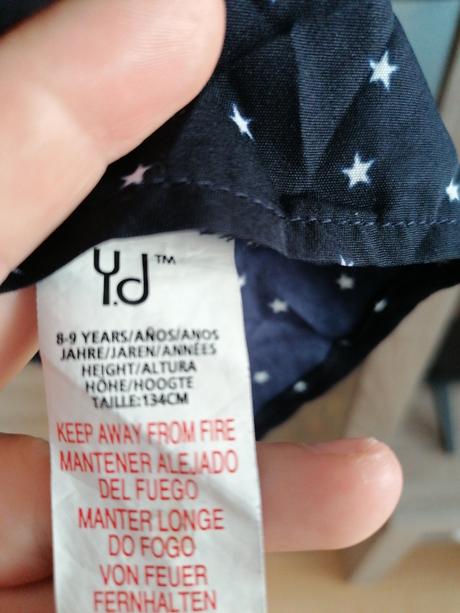 Y.d™
8-9 YEARS/AÑOS/ANOS
JAHRE/JAREN/ANNÉES
HEIGHT/ALTURA
HÖHE/HOOGTE
TAILLE:134CM
KEEP AWAY FROM FIRE
MANTENER ALEJADO
DEL FUEGO
MANTER LONGE
DO FOGO
VON FEUER
FERNHALTEN